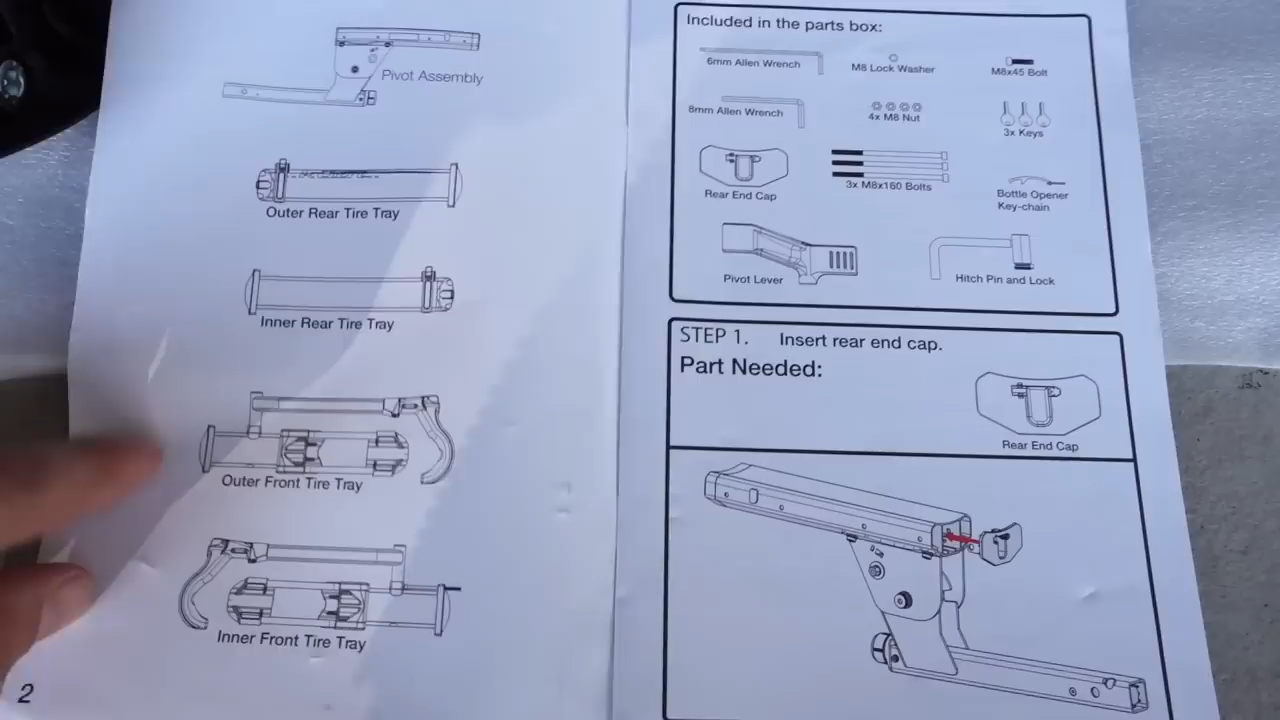 Pivot Assembly
Outer Rear Tire Tray
Inner Rear Tire Tray
Outer Front Tire Tray
Inner Front Tire Tray
2
Included in the parts box:
6mm Allen Wrench
M8 Lock Washer
M8x45 Bolt
8mm Allen Wrench
4x M8 Nut
3x Keys
Rear End Cap
3x M8x160 Bolts
Bottle Opener
Key-chain
Pivot Lever
Hitch Pin and Lock
STEP 1. Insert rear end cap.
Part Needed:
Rear End Cap